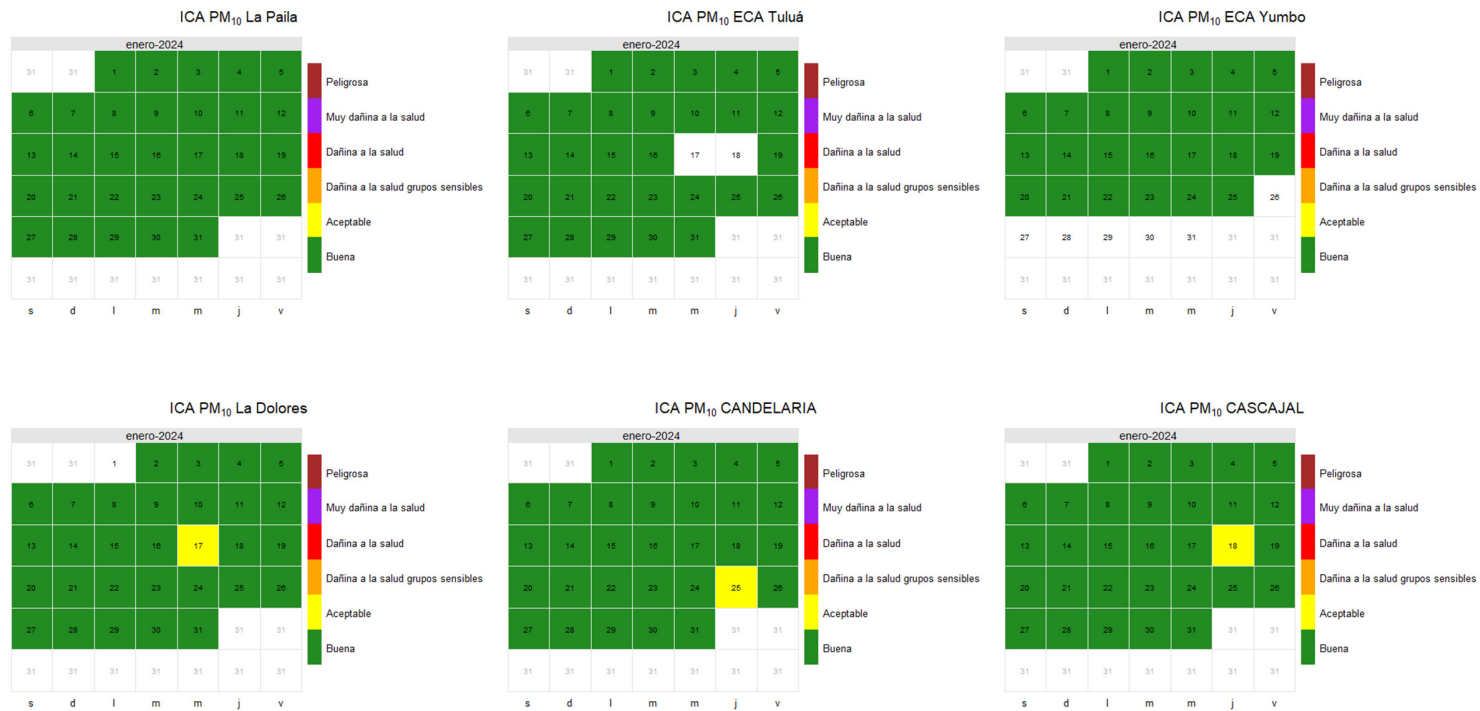 ICA PM₁₀ La Paila
enero-2024
31 31 1 2 3 4 5
6 7 8 9 10 11 12
13 14 15 16 17 18 19
20 21 22 23 24 25 26
27 28 29 30 31 31 31
31 31 31 31 31 31 31
s d l m m j v
Peligrosa
Muy dañina a la salud
Dañina a la salud
Dañina a la salud grupos sensibles
Aceptable
Buena
ICA PM₁₀ ECA Tuluá
enero-2024
31 31 1 2 3 4 5
6 7 8 9 10 11 12
13 14 15 16 17 18 19
20 21 22 23 24 25 26
27 28 29 30 31 31 31
31 31 31 31 31 31 31
s d l m m j v
Peligrosa
Muy dañina a la salud
Dañina a la salud
Dañina a la salud grupos sensibles
Aceptable
Buena
ICA PM₁₀ ECA Yumbo
enero-2024
31 31 1 2 3 4 5
6 7 8 9 10 11 12
13 14 15 16 17 18 19
20 21 22 23 24 25 26
27 28 29 30 31 31 31
31 31 31 31 31 31 31
s d l m m j v
Peligrosa
Muy dañina a la salud
Dañina a la salud
Dañina a la salud grupos sensibles
Aceptable
Buena
ICA PM₁₀ La Dolores
enero-2024
31 31 1 2 3 4 5
6 7 8 9 10 11 12
13 14 15 16 17 18 19
20 21 22 23 24 25 26
27 28 29 30 31 31 31
31 31 31 31 31 31 31
s d l m m j v
Peligrosa
Muy dañina a la salud
Dañina a la salud
Dañina a la salud grupos sensibles
Aceptable
Buena
ICA PM₁₀ CANDELARIA
enero-2024
31 31 1 2 3 4 5
6 7 8 9 10 11 12
13 14 15 16 17 18 19
20 21 22 23 24 25 26
27 28 29 30 31 31 31
31 31 31 31 31 31 31
s d l m m j v
Peligrosa
Muy dañina a la salud
Dañina a la salud
Dañina a la salud grupos sensibles
Aceptable
Buena
ICA PM₁₀ CASCAJAL
enero-2024
31 31 1 2 3 4 5
6 7 8 9 10 11 12
13 14 15 16 17 18 19
20 21 22 23 24 25 26
27 28 29 30 31 31 31
31 31 31 31 31 31 31
s d l m m j v
Peligrosa
Muy dañina a la salud
Dañina a la salud
Dañina a la salud grupos sensibles
Aceptable
Buena